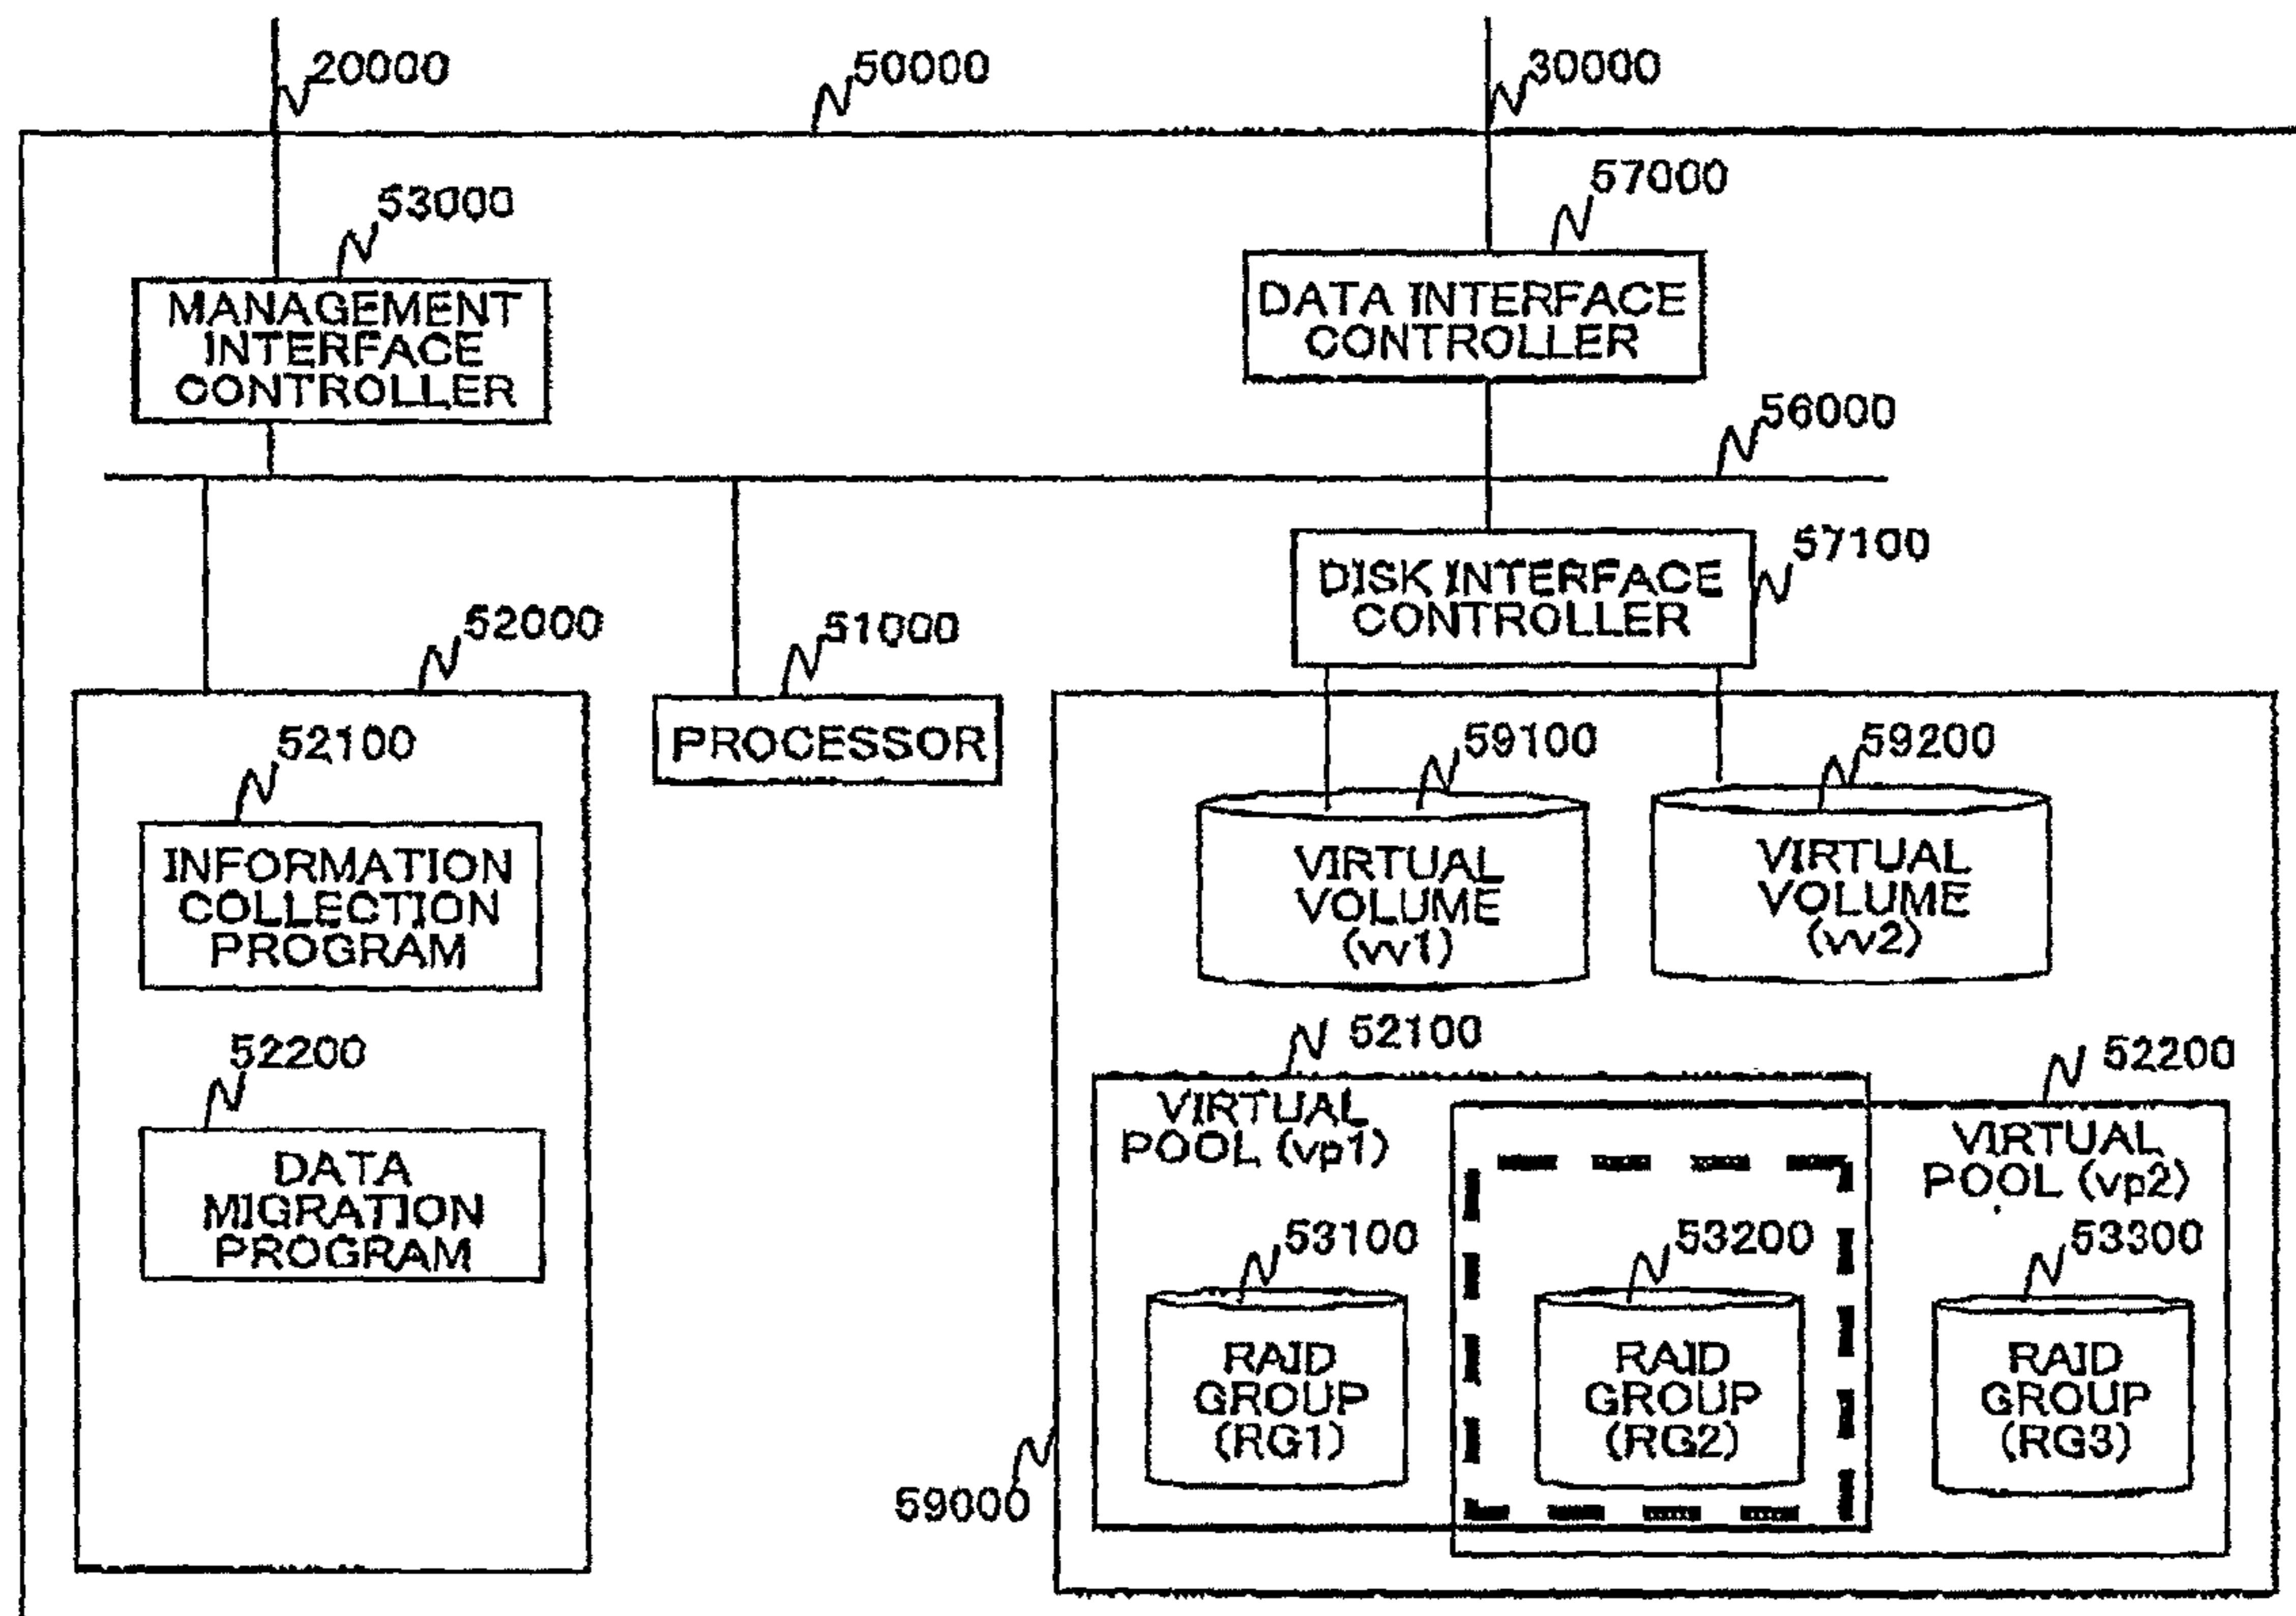 20000
50000
30000
53000
57000
MANAGEMENT
INTERFACE
CONTROLLER
DATA INTERFACE
CONTROLLER
56000
57100
DISK INTERFACE
CONTROLLER
52000
51000
PROCESSOR
52100
INFORMATION
COLLECTION
PROGRAM
52200
DATA
MIGRATION
PROGRAM
59100
59200
VIRTUAL
VOLUME
(vv1)
VIRTUAL
VOLUME
(vv2)
52100
52200
VIRTUAL
POOL (vp1)
VIRTUAL
POOL (vp2)
53100
53200
53300
RAID
GROUP
(RG1)
RAID
GROUP
(RG2)
RAID
GROUP
(RG3)
59000